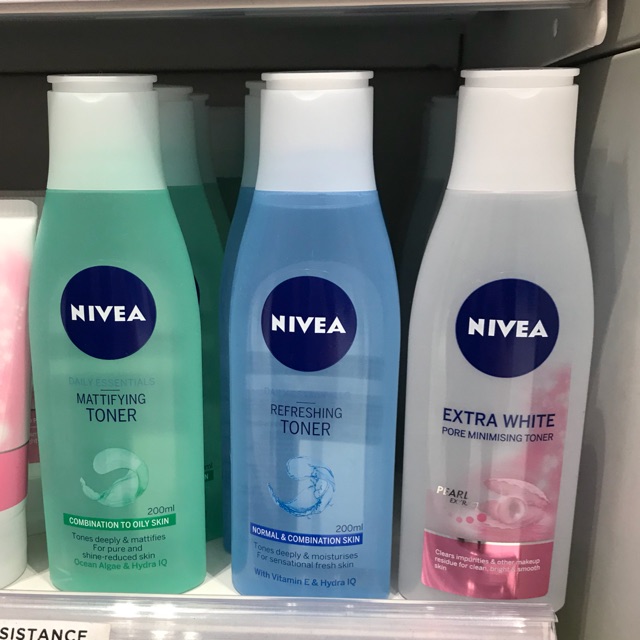 NIVEA
DAILY ESSENTIALS
MATTIFYING
TONER
200ml
COMBINATION TO OILY SKIN
Tones deeply & mattifies
For pure and
shine-reduced skin
Ocean Algae & Hydra IQ
NIVEA
REFRESHING
TONER
200ml
NORMAL & COMBINATION SKIN
Tones deeply & moisturises
For sensational fresh skin
With Vitamin E & Hydra IQ
NIVEA
EXTRA WHITE
PORE MINIMISING TONER
PEARL
Clears impurities & other makeup
residue for clean, bright & smooth
skin
SISTANCE